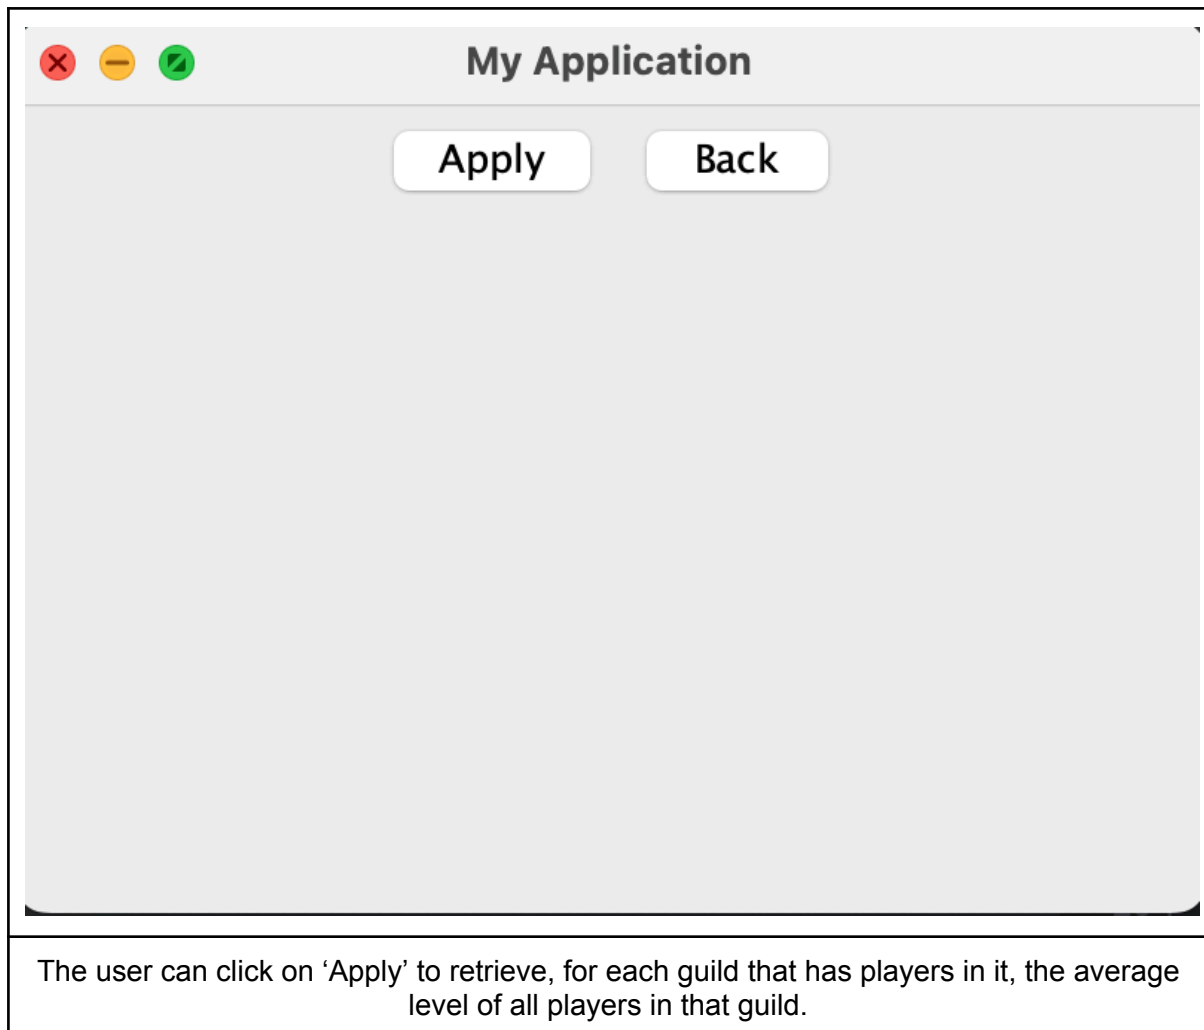 My Application
Apply Back
The user can click on ‘Apply’ to retrieve, for each guild that has players in it, the average
level of all players in that guild.